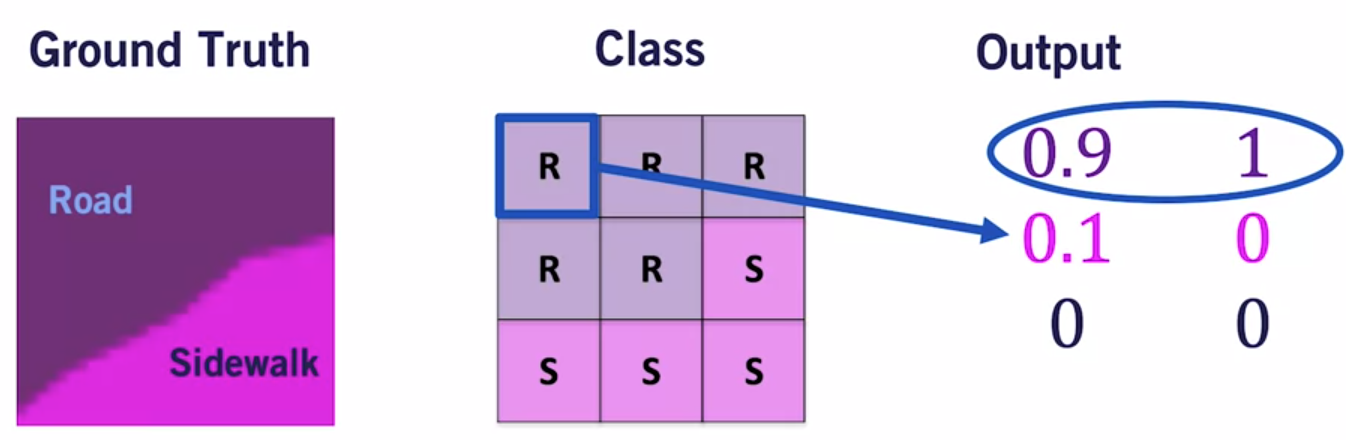 Ground Truth
Class
Output
Road
Sidewalk
R R R
R R S
S S S
0.9 1
0.1 0
0 0